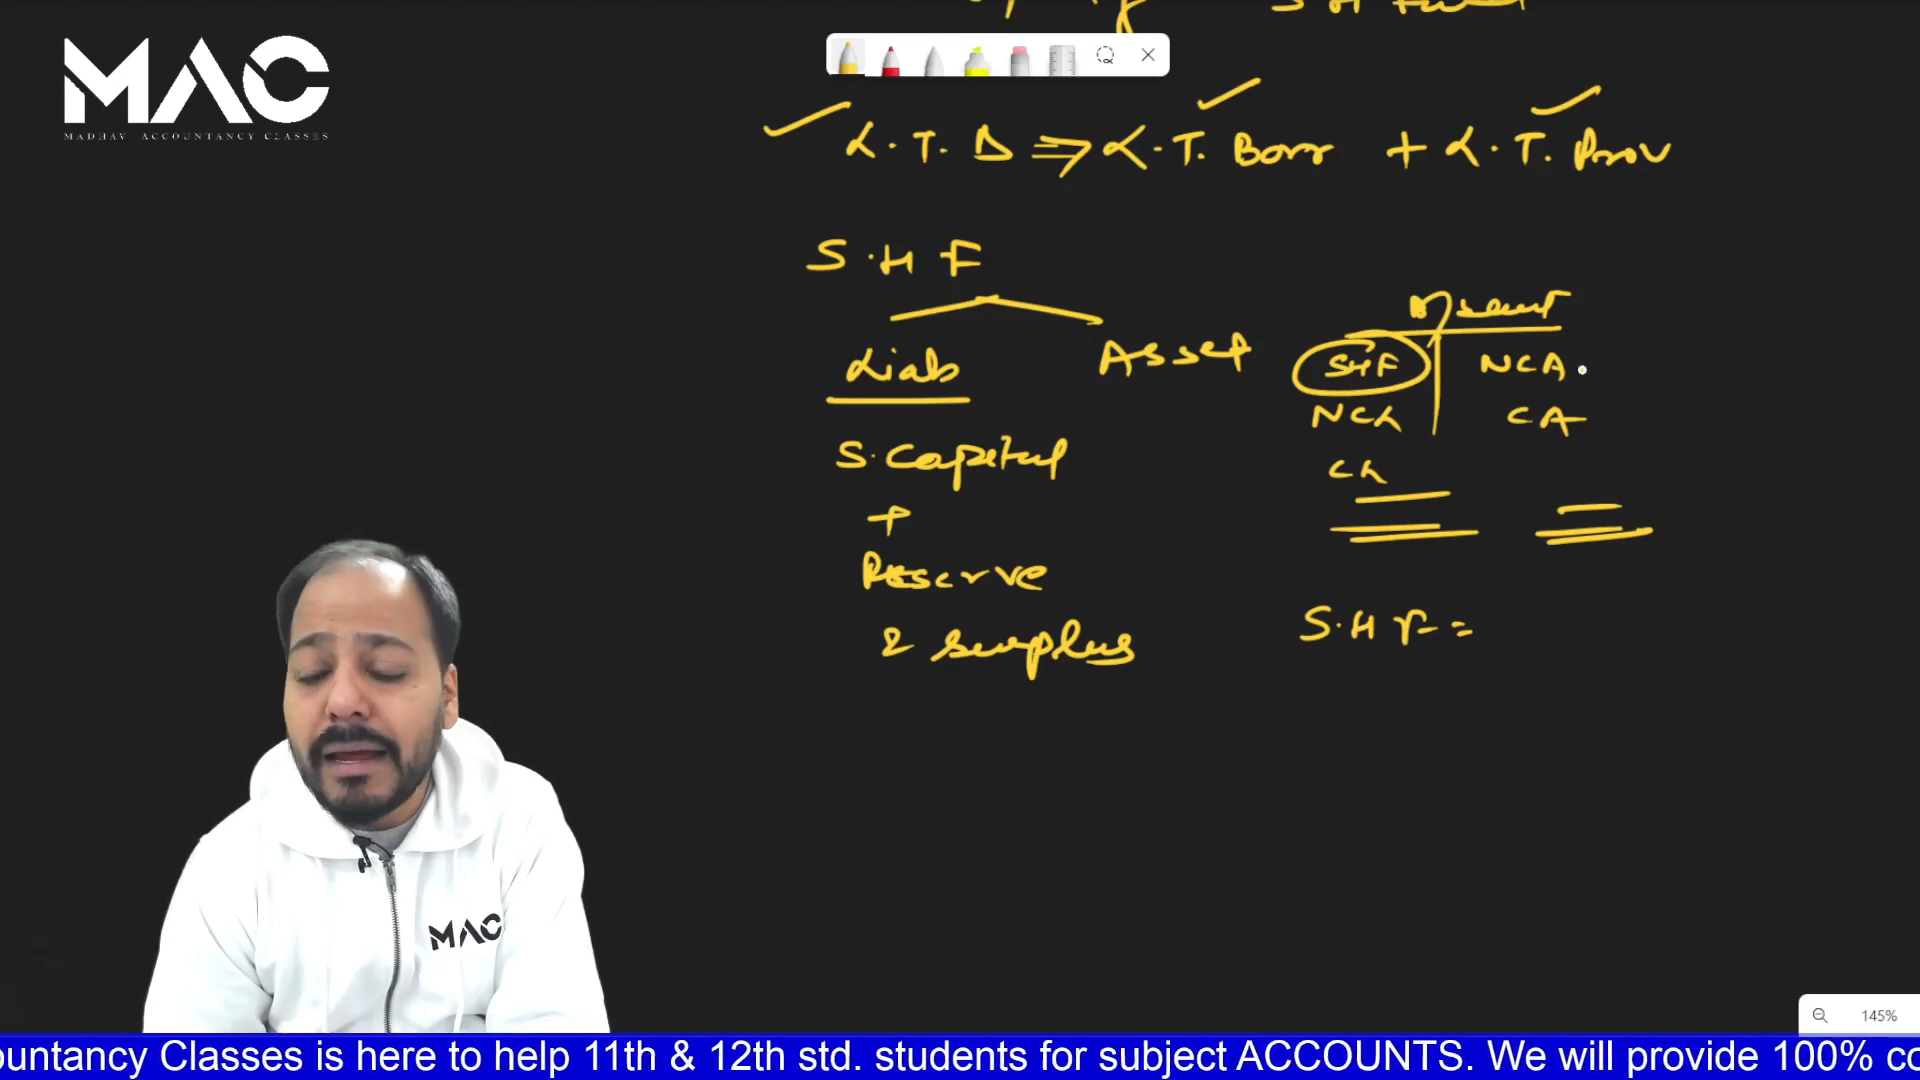 MAC
MADHAV ACCOUNTANCY CLASSES
L.T.D ⇒ L.T. Borr + L.T. Prov
S.H F
Liab
Asset
S.Capital
+
Reserve
& surplus
B/sheet
SHF NCA
NCL CA
CL
S.H F =
MAC
145%
ountancy Classes is here to help 11th & 12th std. students for subject ACCOUNTS. We will provide 100% co